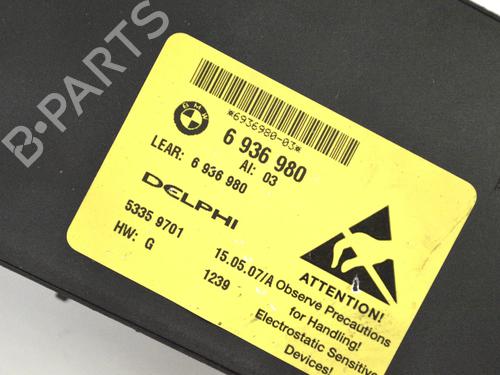 B-PARTS
*6936980-03*
BMW
6 936 980
AI: 03
LEAR: 6 936 980
DELPHI
5335 9701
HW: G
15.05.07/A
1239
ATTENTION!
Observe Precautions
for Handling!
Electrostatic Sensitive
Devices!